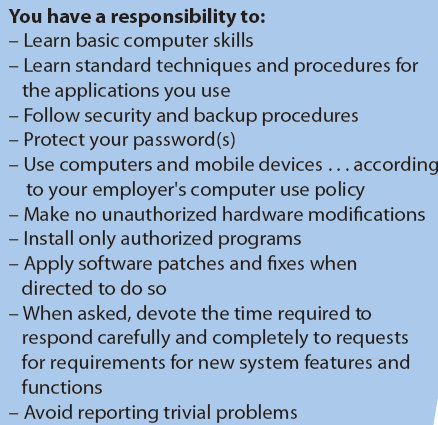 You have a responsibility to:
– Learn basic computer skills
– Learn standard techniques and procedures for
the applications you use
– Follow security and backup procedures
– Protect your password(s)
– Use computers and mobile devices . . . according
to your employer's computer use policy
– Make no unauthorized hardware modifications
– Install only authorized programs
– Apply software patches and fixes when
directed to do so
– When asked, devote the time required to
respond carefully and completely to requests
for requirements for new system features and
functions
– Avoid reporting trivial problems